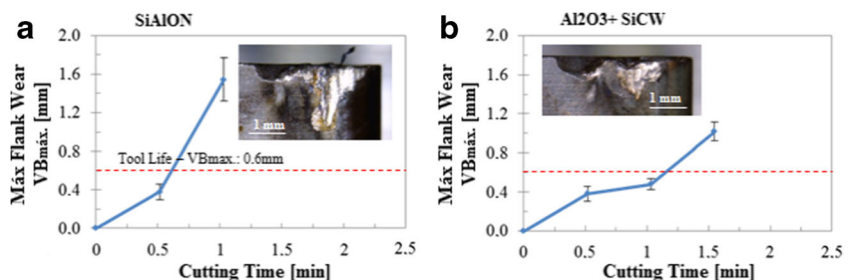 a
SiAlON
Máx Flank Wear
VBmáx. [mm]
2.0
1.6
1.2
0.8
0.4
0.0
Tool Life – VBmax.: 0.6mm
1 mm
0
0.5
1
1.5
2
2.5
Cutting Time [min]
b
Al2O3+ SiCW
Máx Flank Wear
VBmáx. [mm]
2.0
1.6
1.2
0.8
0.4
0.0
1 mm
0
0.5
1
1.5
2
2.5
Cutting Time [min]